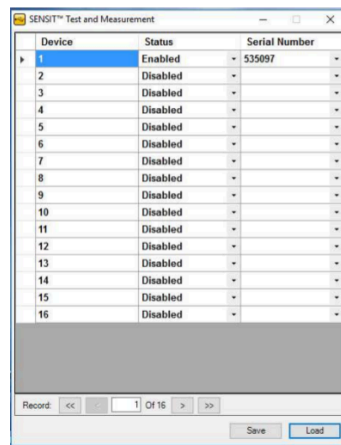 SENSIT™ Test and Measurement
Device Status Serial Number
1 Enabled 535097
2 Disabled
3 Disabled
4 Disabled
5 Disabled
6 Disabled
7 Disabled
8 Disabled
9 Disabled
10 Disabled
11 Disabled
12 Disabled
13 Disabled
14 Disabled
15 Disabled
16 Disabled
Record: << < 1 Of 16 > >>
Save Load